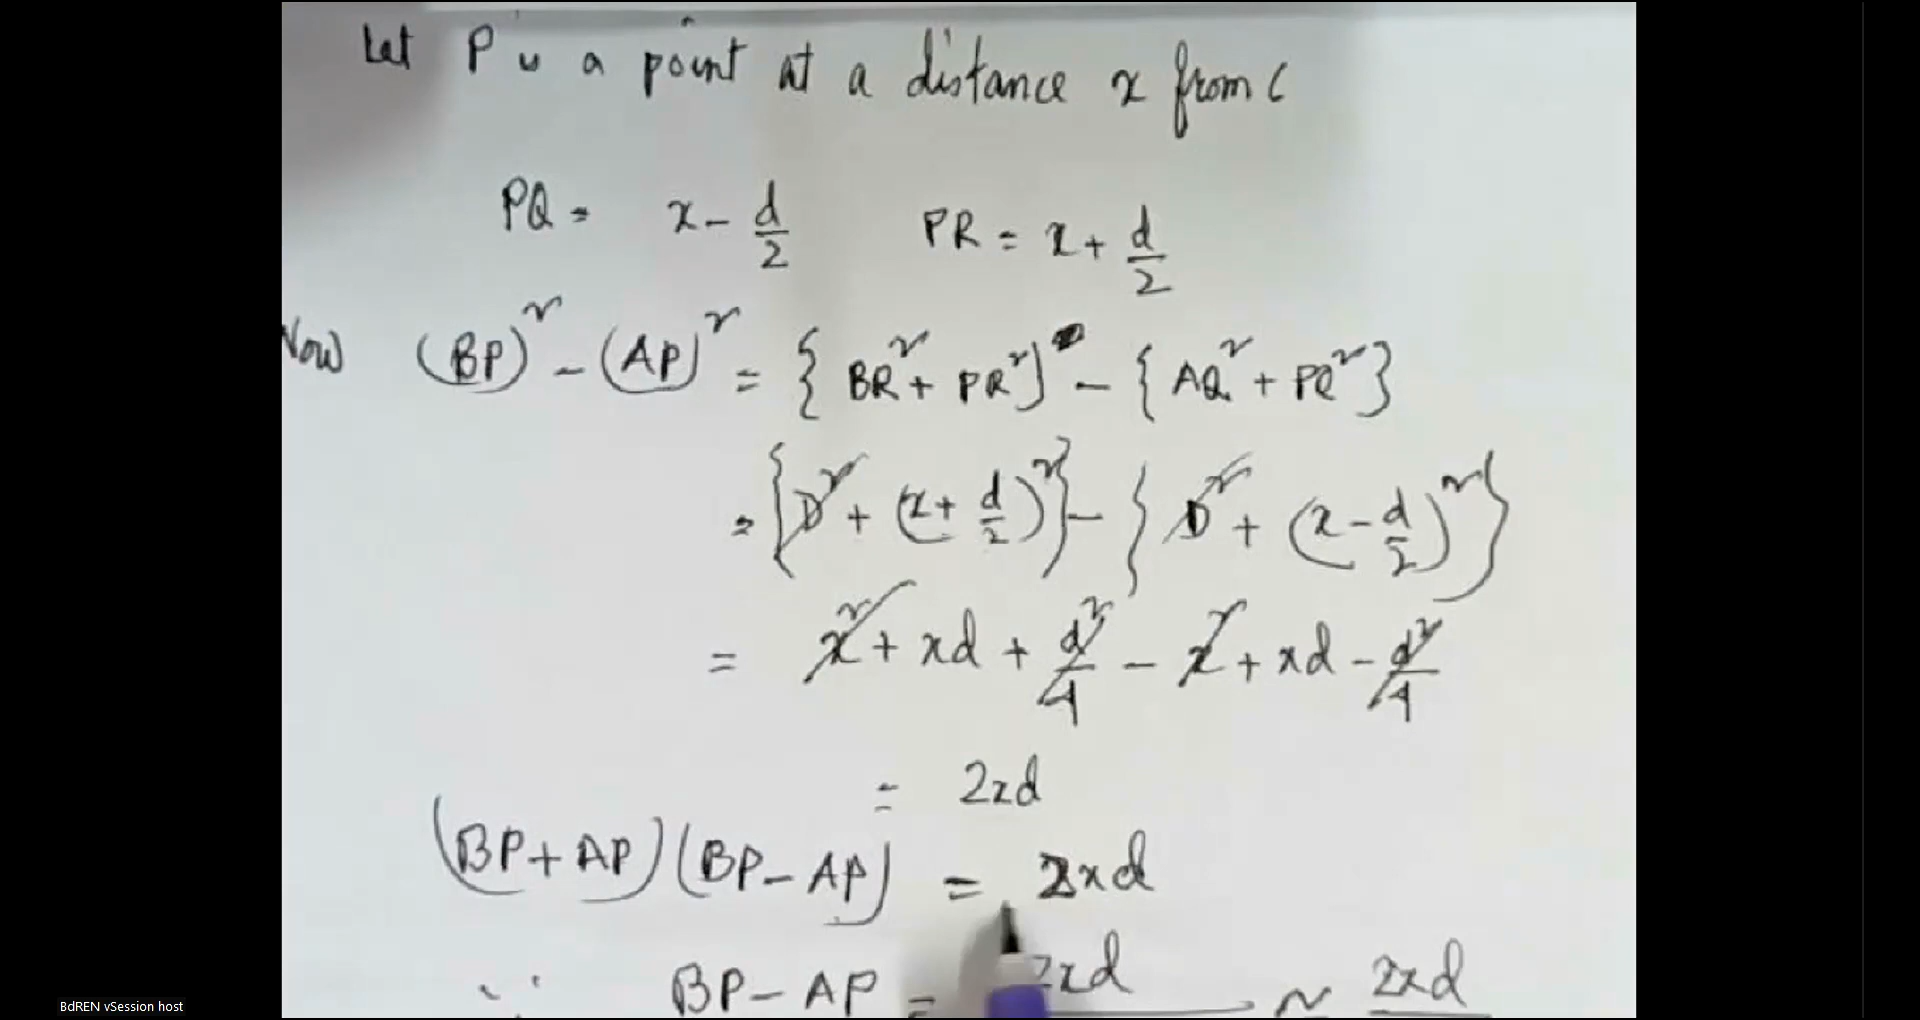 Let P is a point at a distance x from C
PQ = x - d/2 PR = x + d/2
Now (BP)² - (AP)² = { BR² + PR² } - { AQ² + PQ² }
= { D² + (x + d/2)² } - { D² + (x - d/2)² }
= x² + xd + d²/4 - x² + xd - d²/4
= 2xd
(BP + AP) (BP - AP) = 2xd
∵ BP - AP = 2xd ~ 2xd
BdREN vSession host